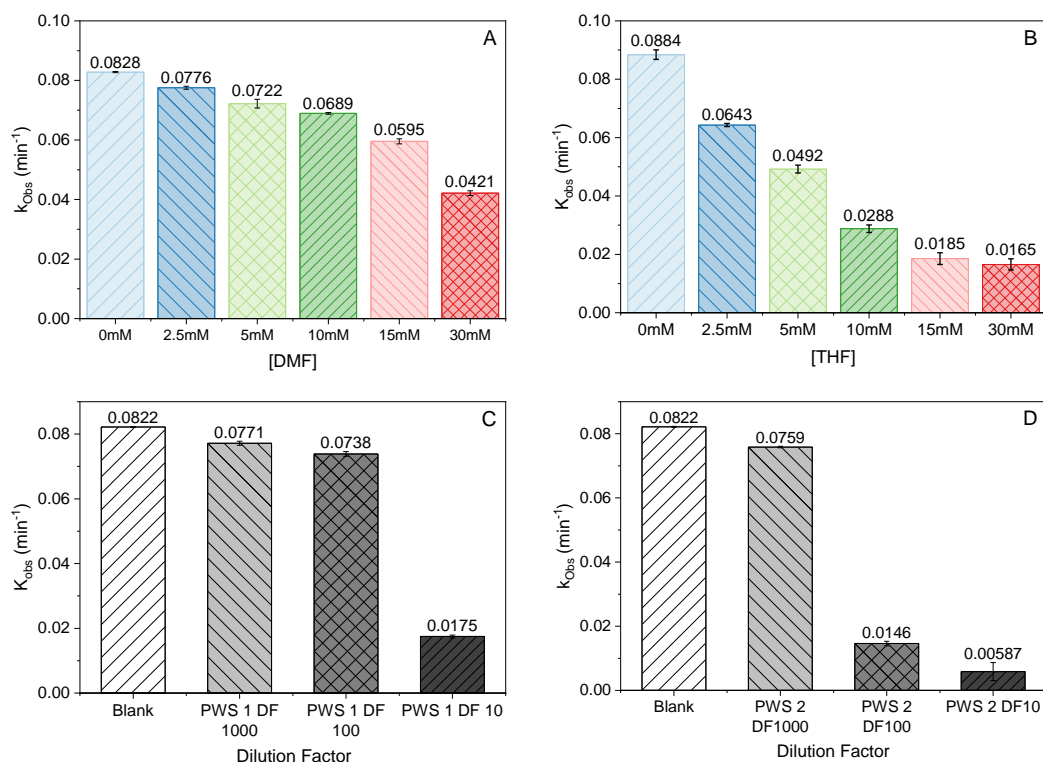 A
k_Obs (min⁻¹)
0.10
0.08
0.06
0.04
0.02
0.00
0.0828
0.0776
0.0722
0.0689
0.0595
0.0421
0mM 2.5mM 5mM 10mM 15mM 30mM
[DMF]
B
K_obs (min⁻¹)
0.10
0.08
0.06
0.04
0.02
0.00
0.0884
0.0643
0.0492
0.0288
0.0185
0.0165
0mM 2.5mM 5mM 10mM 15mM 30mM
[THF]
C
K_obs (min⁻¹)
0.08
0.06
0.04
0.02
0.00
0.0822
0.0771
0.0738
0.0175
Blank PWS 1 DF PWS 1 DF PWS 1 DF 10
1000 100
Dilution Factor
D
k_Obs (min⁻¹)
0.08
0.06
0.04
0.02
0.00
0.0822
0.0759
0.0146
0.00587
Blank PWS 2 PWS 2 PWS 2 DF10
DF1000 DF100
Dilution Factor